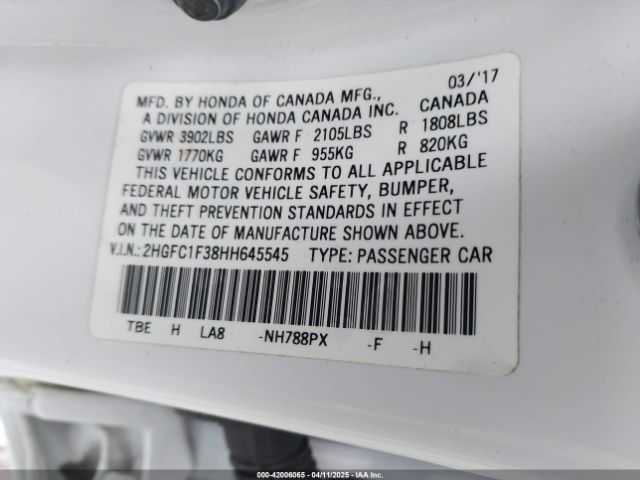 MFD. BY HONDA OF CANADA MFG., 03/'17
A DIVISION OF HONDA CANADA INC. CANADA
GVWR 3902LBS GAWR F 2105LBS R 1808LBS
GVWR 1770KG GAWR F 955KG R 820KG
THIS VEHICLE CONFORMS TO ALL APPLICABLE
FEDERAL MOTOR VEHICLE SAFETY, BUMPER,
AND THEFT PREVENTION STANDARDS IN EFFECT
ON THE DATE OF MANUFACTURE SHOWN ABOVE.
V.I.N.: 2HGFC1F38HH645545 TYPE: PASSENGER CAR
TBE H LA8 -NH788PX -F -H
000-42006065 - 04/11/2025 - IAA Inc.